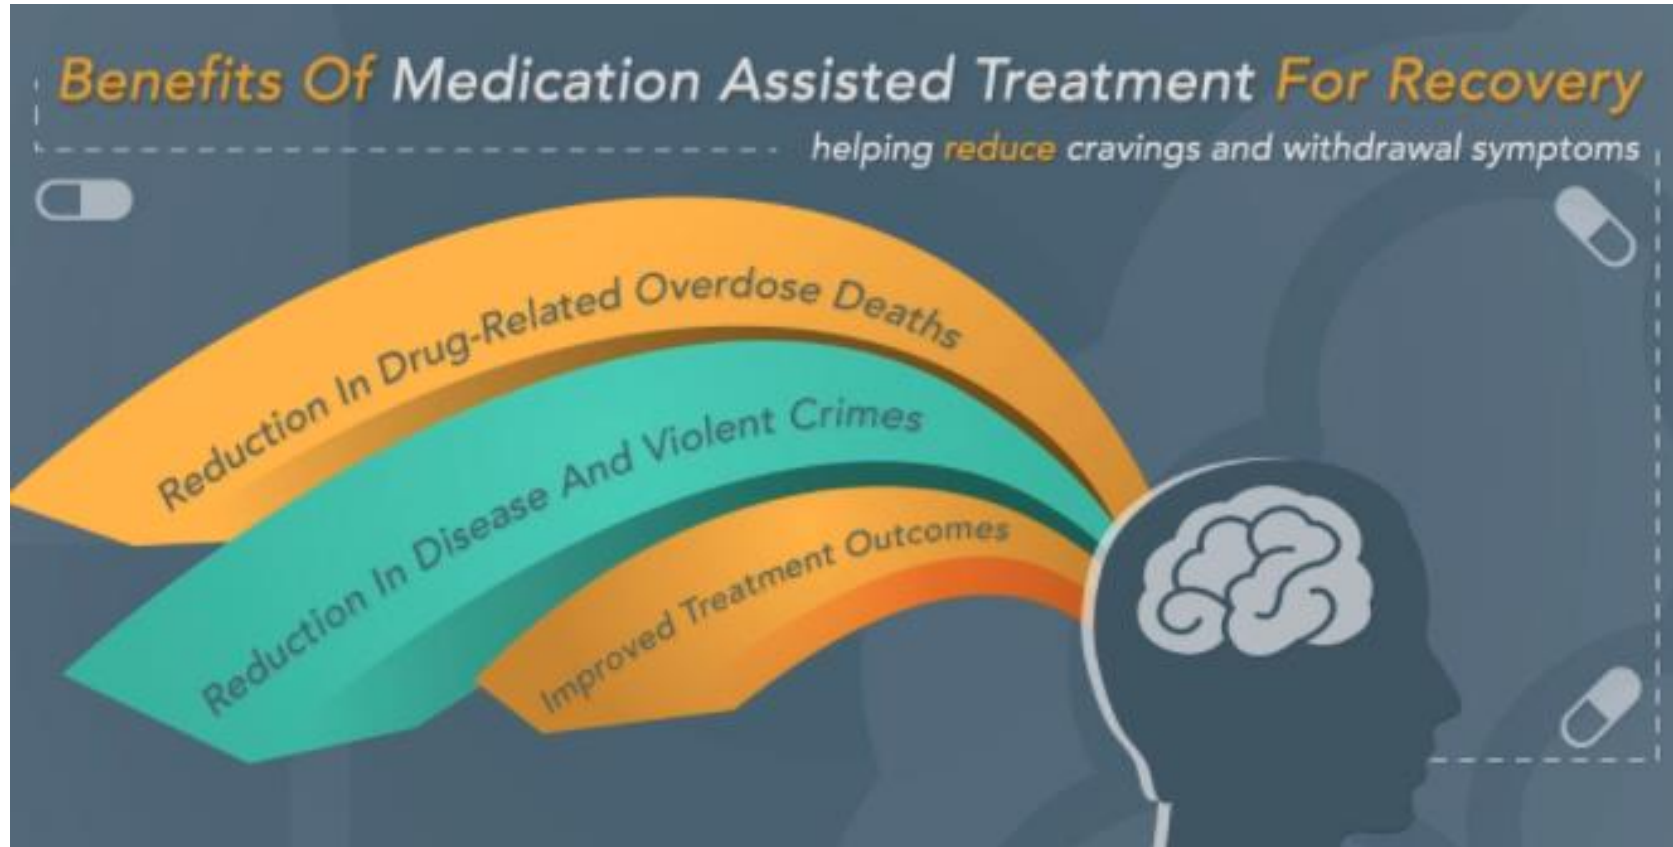 Benefits Of Medication Assisted Treatment For Recovery
helping reduce cravings and withdrawal symptoms
Reduction In Drug-Related Overdose Deaths
Reduction In Disease And Violent Crimes
Improved Treatment Outcomes